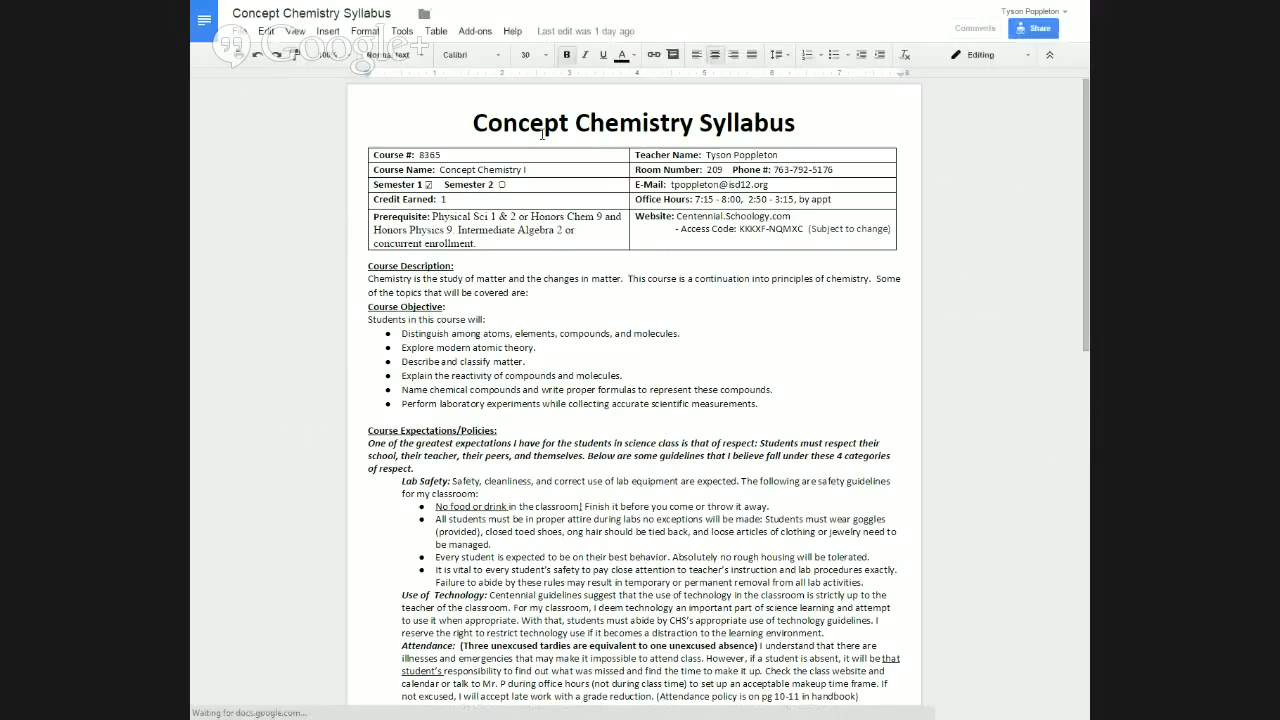 Concept Chemistry Syllabus
Tyson Poppleton
File Edit View Insert Format Tools Table Add-ons Help Last edit was 1 day ago
Comments Share
Google+
100% Normal text Calibri 30 B I U A Editing
1 1 2 3 4 5 6 7 8
Concept Chemistry Syllabus
Course #: 8365
Teacher Name: Tyson Poppleton
Course Name: Concept Chemistry I
Room Number: 209 Phone #: 763-792-5176
Semester 1 ☑ Semester 2 ▢
E-Mail: tpoppleton@isd12.org
Credit Earned: 1
Office Hours: 7:15 - 8:00, 2:50 - 3:15, by appt
Prerequisite: Physical Sci 1 & 2 or Honors Chem 9 and
Honors Physics 9. Intermediate Algebra 2 or
concurrent enrollment.
Website: Centennial.Schoology.com
- Access Code: KKKXF-NQMXC (Subject to change)
Course Description:
Chemistry is the study of matter and the changes in matter. This course is a continuation into principles of chemistry. Some
of the topics that will be covered are:
Course Objective:
Students in this course will:
● Distinguish among atoms, elements, compounds, and molecules.
● Explore modern atomic theory.
● Describe and classify matter.
● Explain the reactivity of compounds and molecules.
● Name chemical compounds and write proper formulas to represent these compounds.
● Perform laboratory experiments while collecting accurate scientific measurements.
Course Expectations/Policies:
One of the greatest expectations I have for the students in science class is that of respect: Students must respect their
school, their teacher, their peers, and themselves. Below are some guidelines that I believe fall under these 4 categories
of respect.
Lab Safety: Safety, cleanliness, and correct use of lab equipment are expected. The following are safety guidelines
for my classroom:
● No food or drink in the classroom! Finish it before you come or throw it away.
● All students must be in proper attire during labs no exceptions will be made: Students must wear goggles
(provided), closed toed shoes, ong hair should be tied back, and loose articles of clothing or jewelry need to
be managed.
● Every student is expected to be on their best behavior. Absolutely no rough housing will be tolerated.
● It is vital to every student's safety to pay close attention to teacher's instruction and lab procedures exactly.
Failure to abide by these rules may result in temporary or permanent removal from all lab activities.
Use of Technology: Centennial guidelines suggest that the use of technology in the classroom is strictly up to the
teacher of the classroom. For my classroom, I deem technology an important part of science learning and attempt
to use it when appropriate. With that, students must abide by CHS's appropriate use of technology guidelines. I
reserve the right to restrict technology use if it becomes a distraction to the learning environment.
Attendance: (Three unexcused tardies are equivalent to one unexcused absence) I understand that there are
illnesses and emergencies that may make it impossible to attend class. However, if a student is absent, it will be that
student's responsibility to find out what was missed and find the time to make it up. Check the class website and
calendar or talk to Mr. P during office hours (not during class time) to set up an acceptable makeup time frame. If
not excused, I will accept late work with a grade reduction. (Attendance policy is on pg 10-11 in handbook)
Waiting for docs.google.com...